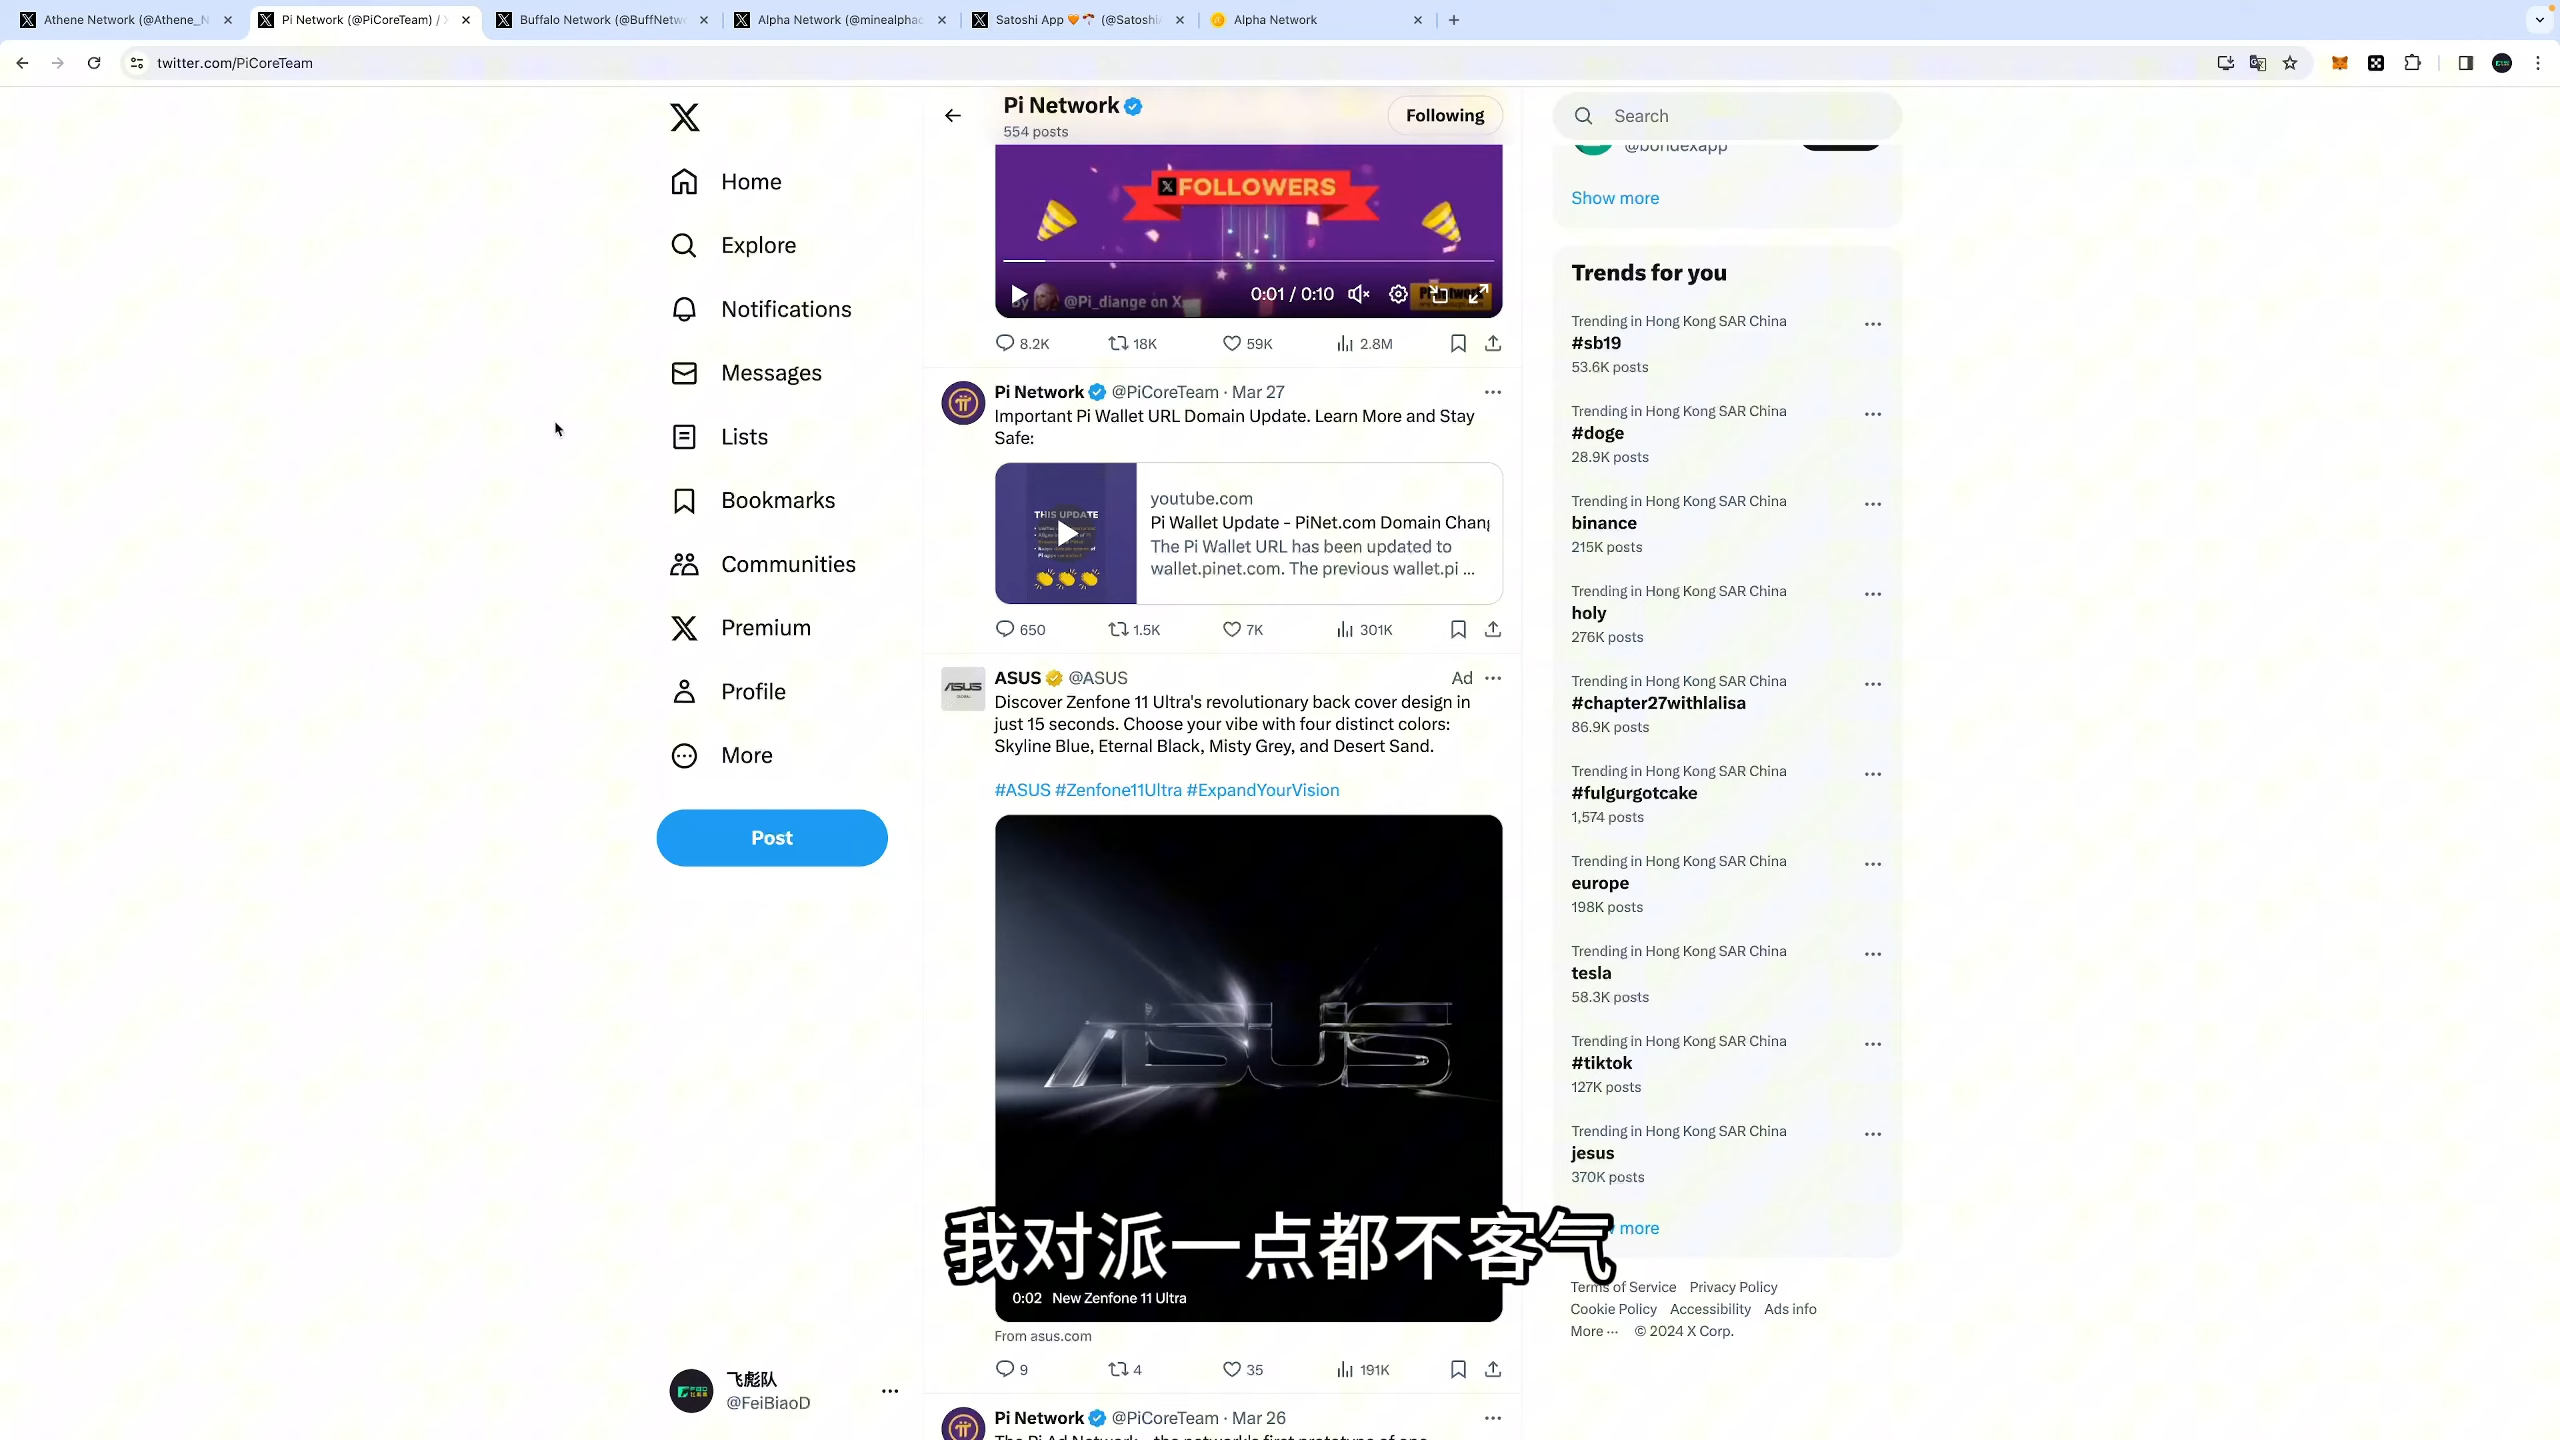 Athene Network (@Athene_N
Pi Network (@PiCoreTeam) /
Buffalo Network (@BuffNetw
Alpha Network (@minealphac
Satoshi App 🧡 (@Satoshi
Alpha Network
twitter.com/PiCoreTeam
Pi Network
554 posts
Following
Search
Home
Explore
Notifications
Messages
Lists
Bookmarks
Communities
Premium
Profile
More
Post
飞彪队
@FeiBiaoD
X FOLLOWERS
By @Pi_diange on X
0:01 / 0:10
8.2K 18K 59K 2.8M
Pi Network @PiCoreTeam · Mar 27
Important Pi Wallet URL Domain Update. Learn More and Stay
Safe:
THIS UPDATE
youtube.com
Pi Wallet Update - PiNet.com Domain Chang
The Pi Wallet URL has been updated to
wallet.pinet.com. The previous wallet.pi ...
650 1.5K 7K 301K
ASUS @ASUS Ad
Discover Zenfone 11 Ultra's revolutionary back cover design in
just 15 seconds. Choose your vibe with four distinct colors:
Skyline Blue, Eternal Black, Misty Grey, and Desert Sand.
#ASUS #Zenfone11Ultra #ExpandYourVision
ASUS
我对派一点都不客气
0:02 New Zenfone 11 Ultra
From asus.com
9 4 35 191K
Pi Network @PiCoreTeam · Mar 26
@bondexapp
Show more
Trends for you
Trending in Hong Kong SAR China
#sb19
53.6K posts
Trending in Hong Kong SAR China
#doge
28.9K posts
Trending in Hong Kong SAR China
binance
215K posts
Trending in Hong Kong SAR China
holy
276K posts
Trending in Hong Kong SAR China
#chapter27withlalisa
86.9K posts
Trending in Hong Kong SAR China
#fulgurgotcake
1,574 posts
Trending in Hong Kong SAR China
europe
198K posts
Trending in Hong Kong SAR China
tesla
58.3K posts
Trending in Hong Kong SAR China
#tiktok
127K posts
Trending in Hong Kong SAR China
jesus
370K posts
more
Terms of Service Privacy Policy
Cookie Policy Accessibility Ads info
More ··· © 2024 X Corp.